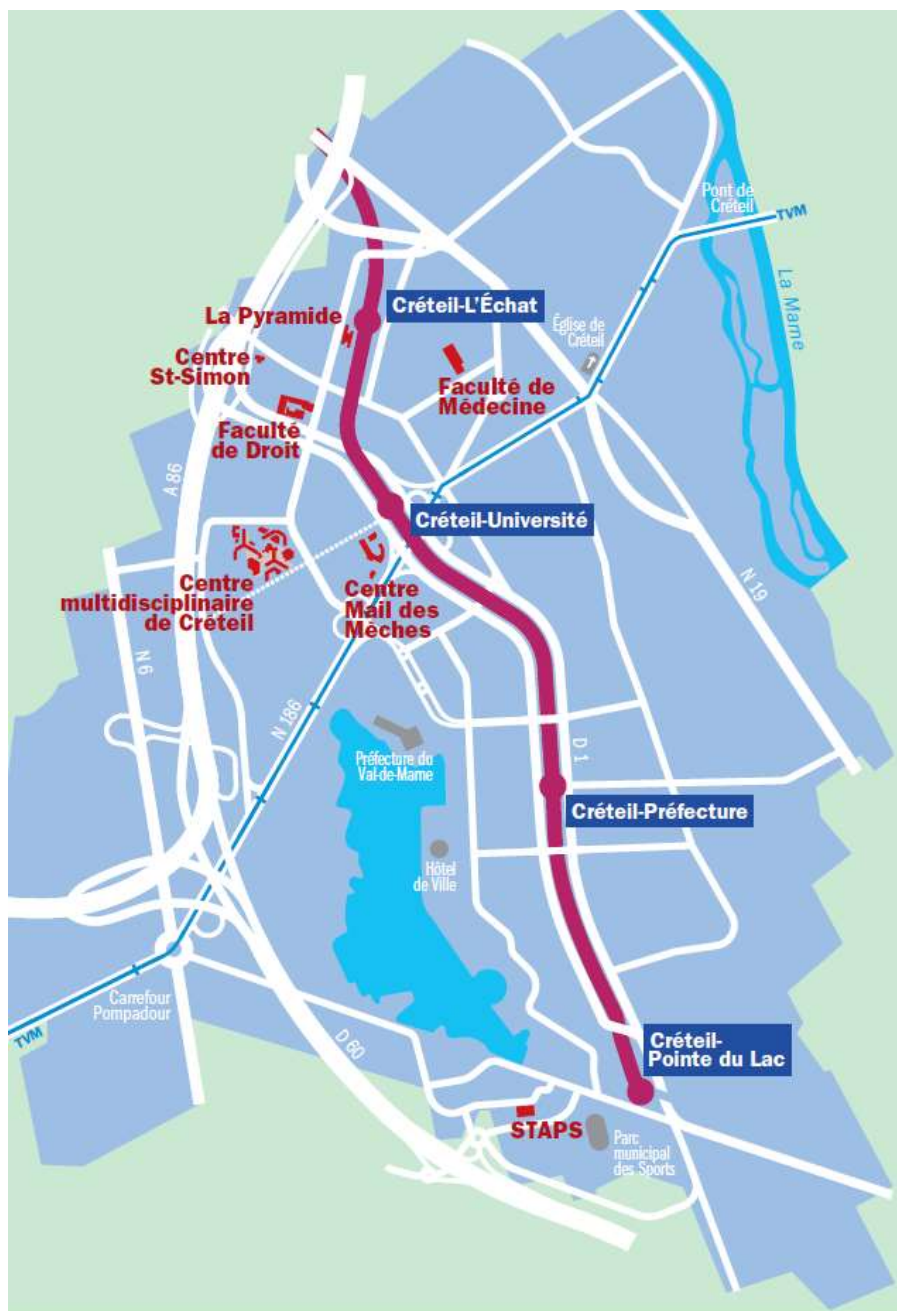 Pont de
Créteil
TVM
La Marne
Créteil-L'Échat
La Pyramide
Église de
Créteil
Centre
St-Simon
Faculté de
Médecine
Faculté
de Droit
A 86
Créteil-Université
Centre
multidisciplinaire
de Créteil
Centre
Mail des
Mèches
N 19
N 6
N 186
Préfecture du
Val-de-Marne
D 1
Créteil-Préfecture
Hôtel
de Ville
Carrefour
Pompadour
TVM
D 60
Créteil-
Pointe du Lac
STAPS
Parc
municipal
des Sports